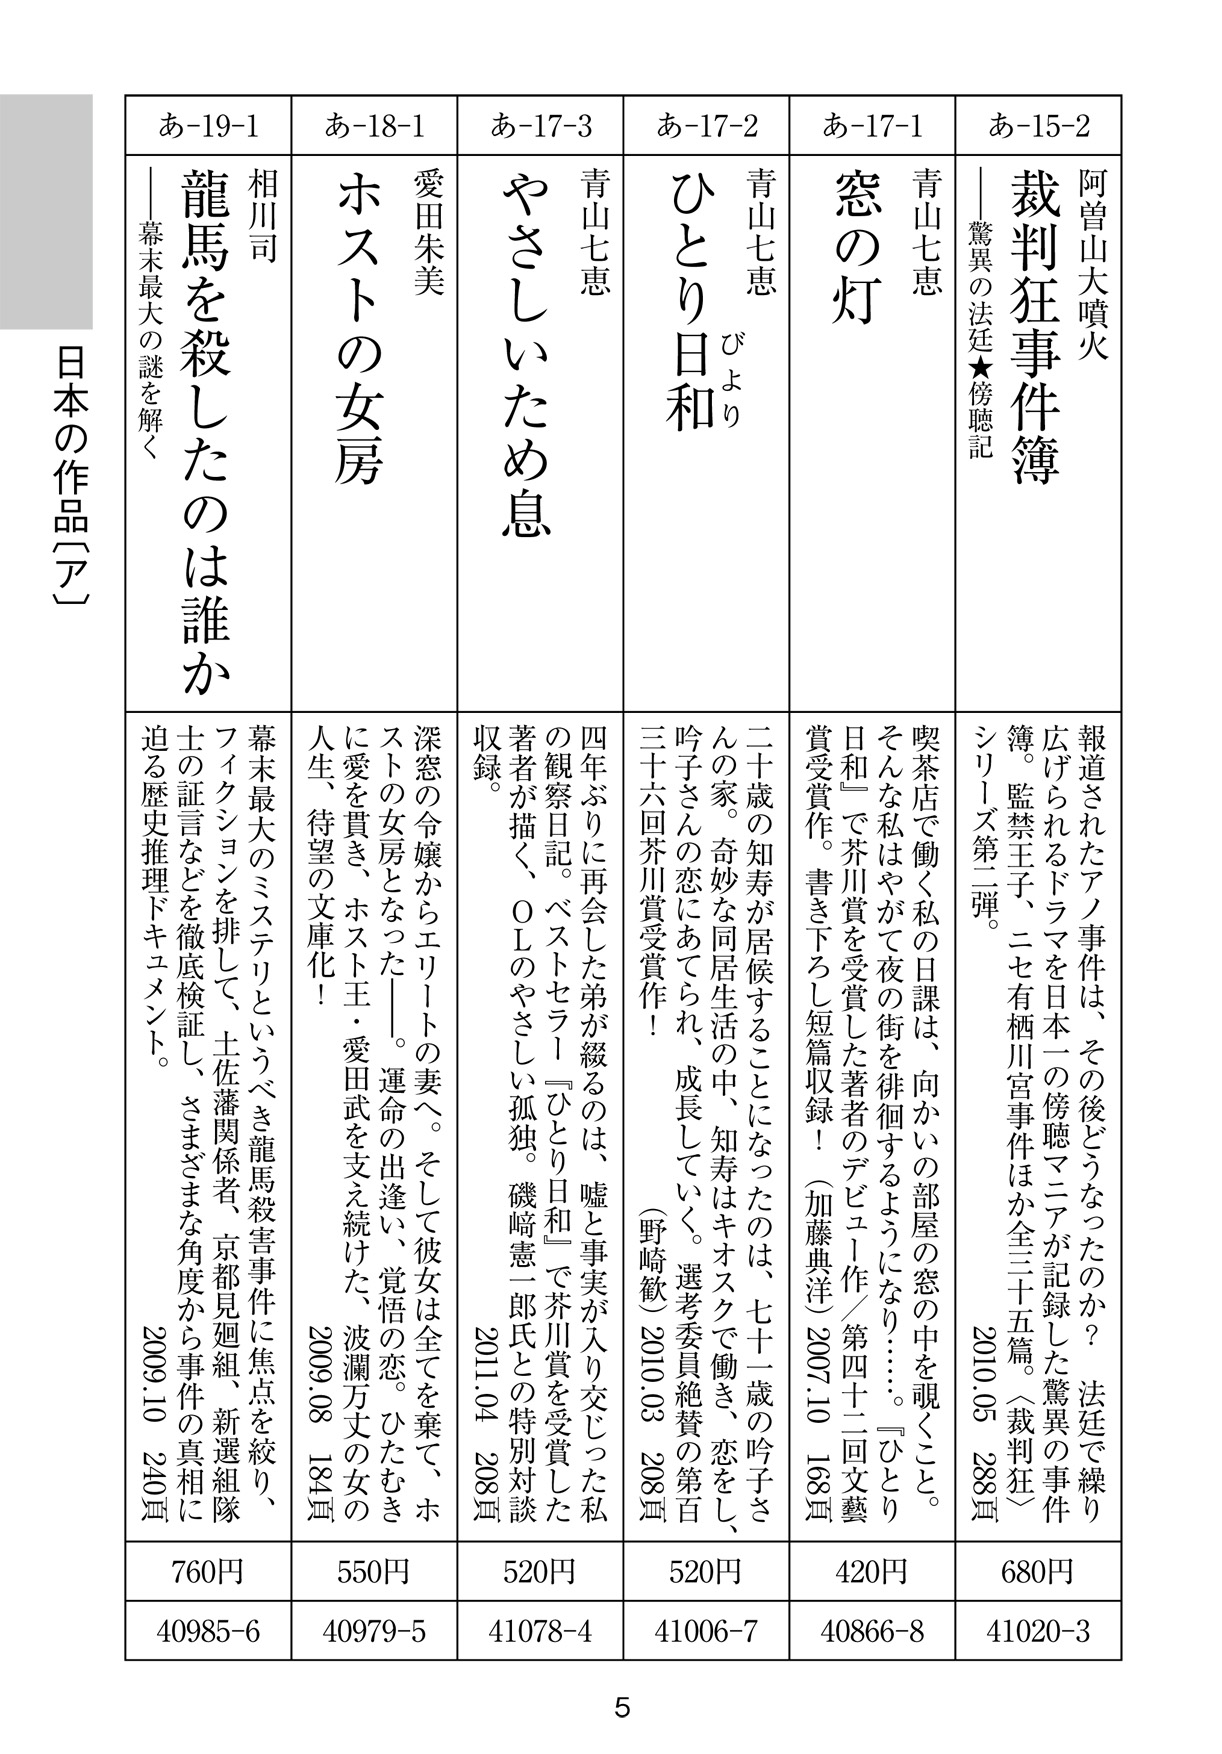 あ-15-2
阿曽山大噴火
裁判狂事件簿
――驚異の法廷★傍聴記
報道されたアノ事件は、その後どうなったのか？　法廷で繰り
広げられるドラマを日本一の傍聴マニアが記録した驚異の事件
簿。監禁王子、ニセ有栖川宮事件ほか全三十五篇。〈裁判狂〉
シリーズ第二弾。　2010.05　288頁
680円
41020-3
あ-17-1
青山七恵
窓の灯
喫茶店で働く私の日課は、向かいの部屋の窓の中を覗くこと。
そんな私はやがて夜の街を徘徊するようになり……。『ひとり
日和』で芥川賞を受賞した著者のデビュー作／第四十二回文藝
賞受賞作。書き下ろし短篇収録！（加藤典洋）2007.10　168頁
420円
40866-8
あ-17-2
青山七恵
ひとり日和
びより
二十歳の知寿が居候することになったのは、七十一歳の吟子さ
んの家。奇妙な同居生活の中、知寿はキオスクで働き、恋をし、
吟子さんの恋にあてられ、成長していく。選考委員絶賛の第百
三十六回芥川賞受賞作！　（野崎歓）2010.03　208頁
520円
41006-7
あ-17-3
青山七恵
やさしいため息
四年ぶりに再会した弟が綴るのは、嘘と事実が入り交じった私
の観察日記。ベストセラー『ひとり日和』で芥川賞を受賞した
著者が描く、OLのやさしい孤独。磯﨑憲一郎氏との特別対談
収録。　2011.04　208頁
520円
41078-4
あ-18-1
愛田朱美
ホストの女房
深窓の令嬢からエリートの妻へ。そして彼女は全てを棄て、ホ
ストの女房となった――。運命の出逢い、覚悟の恋。ひたむき
に愛を貫き、ホスト王・愛田武を支え続けた、波瀾万丈の女の
人生、待望の文庫化！　2009.08　184頁
550円
40979-5
あ-19-1
相川司
龍馬を殺したのは誰か
――幕末最大の謎を解く
幕末最大のミステリというべき龍馬殺害事件に焦点を絞り、
フィクションを排して、土佐藩関係者、京都見廻組、新選組隊
士の証言などを徹底検証し、さまざまな角度から事件の真相に
迫る歴史推理ドキュメント。　2009.10　240頁
760円
40985-6
日本の作品〔ア〕
5